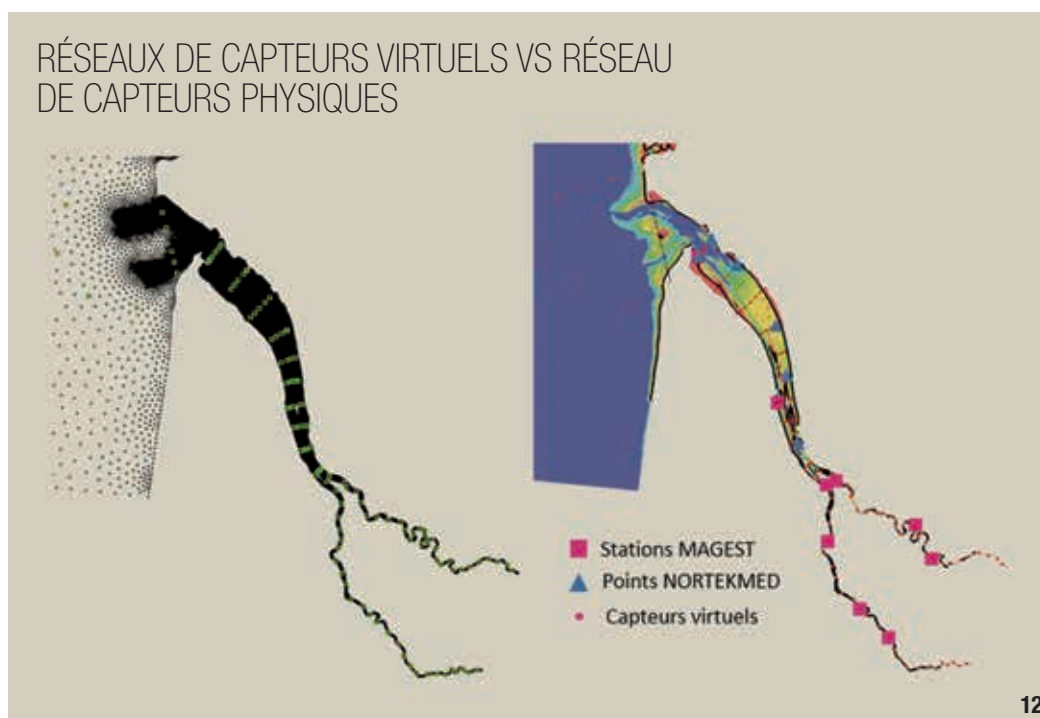 RÉSEAUX DE CAPTEURS VIRTUELS VS RÉSEAU
DE CAPTEURS PHYSIQUES
Stations MAGEST
Points NORTEKMED
Capteurs virtuels
12